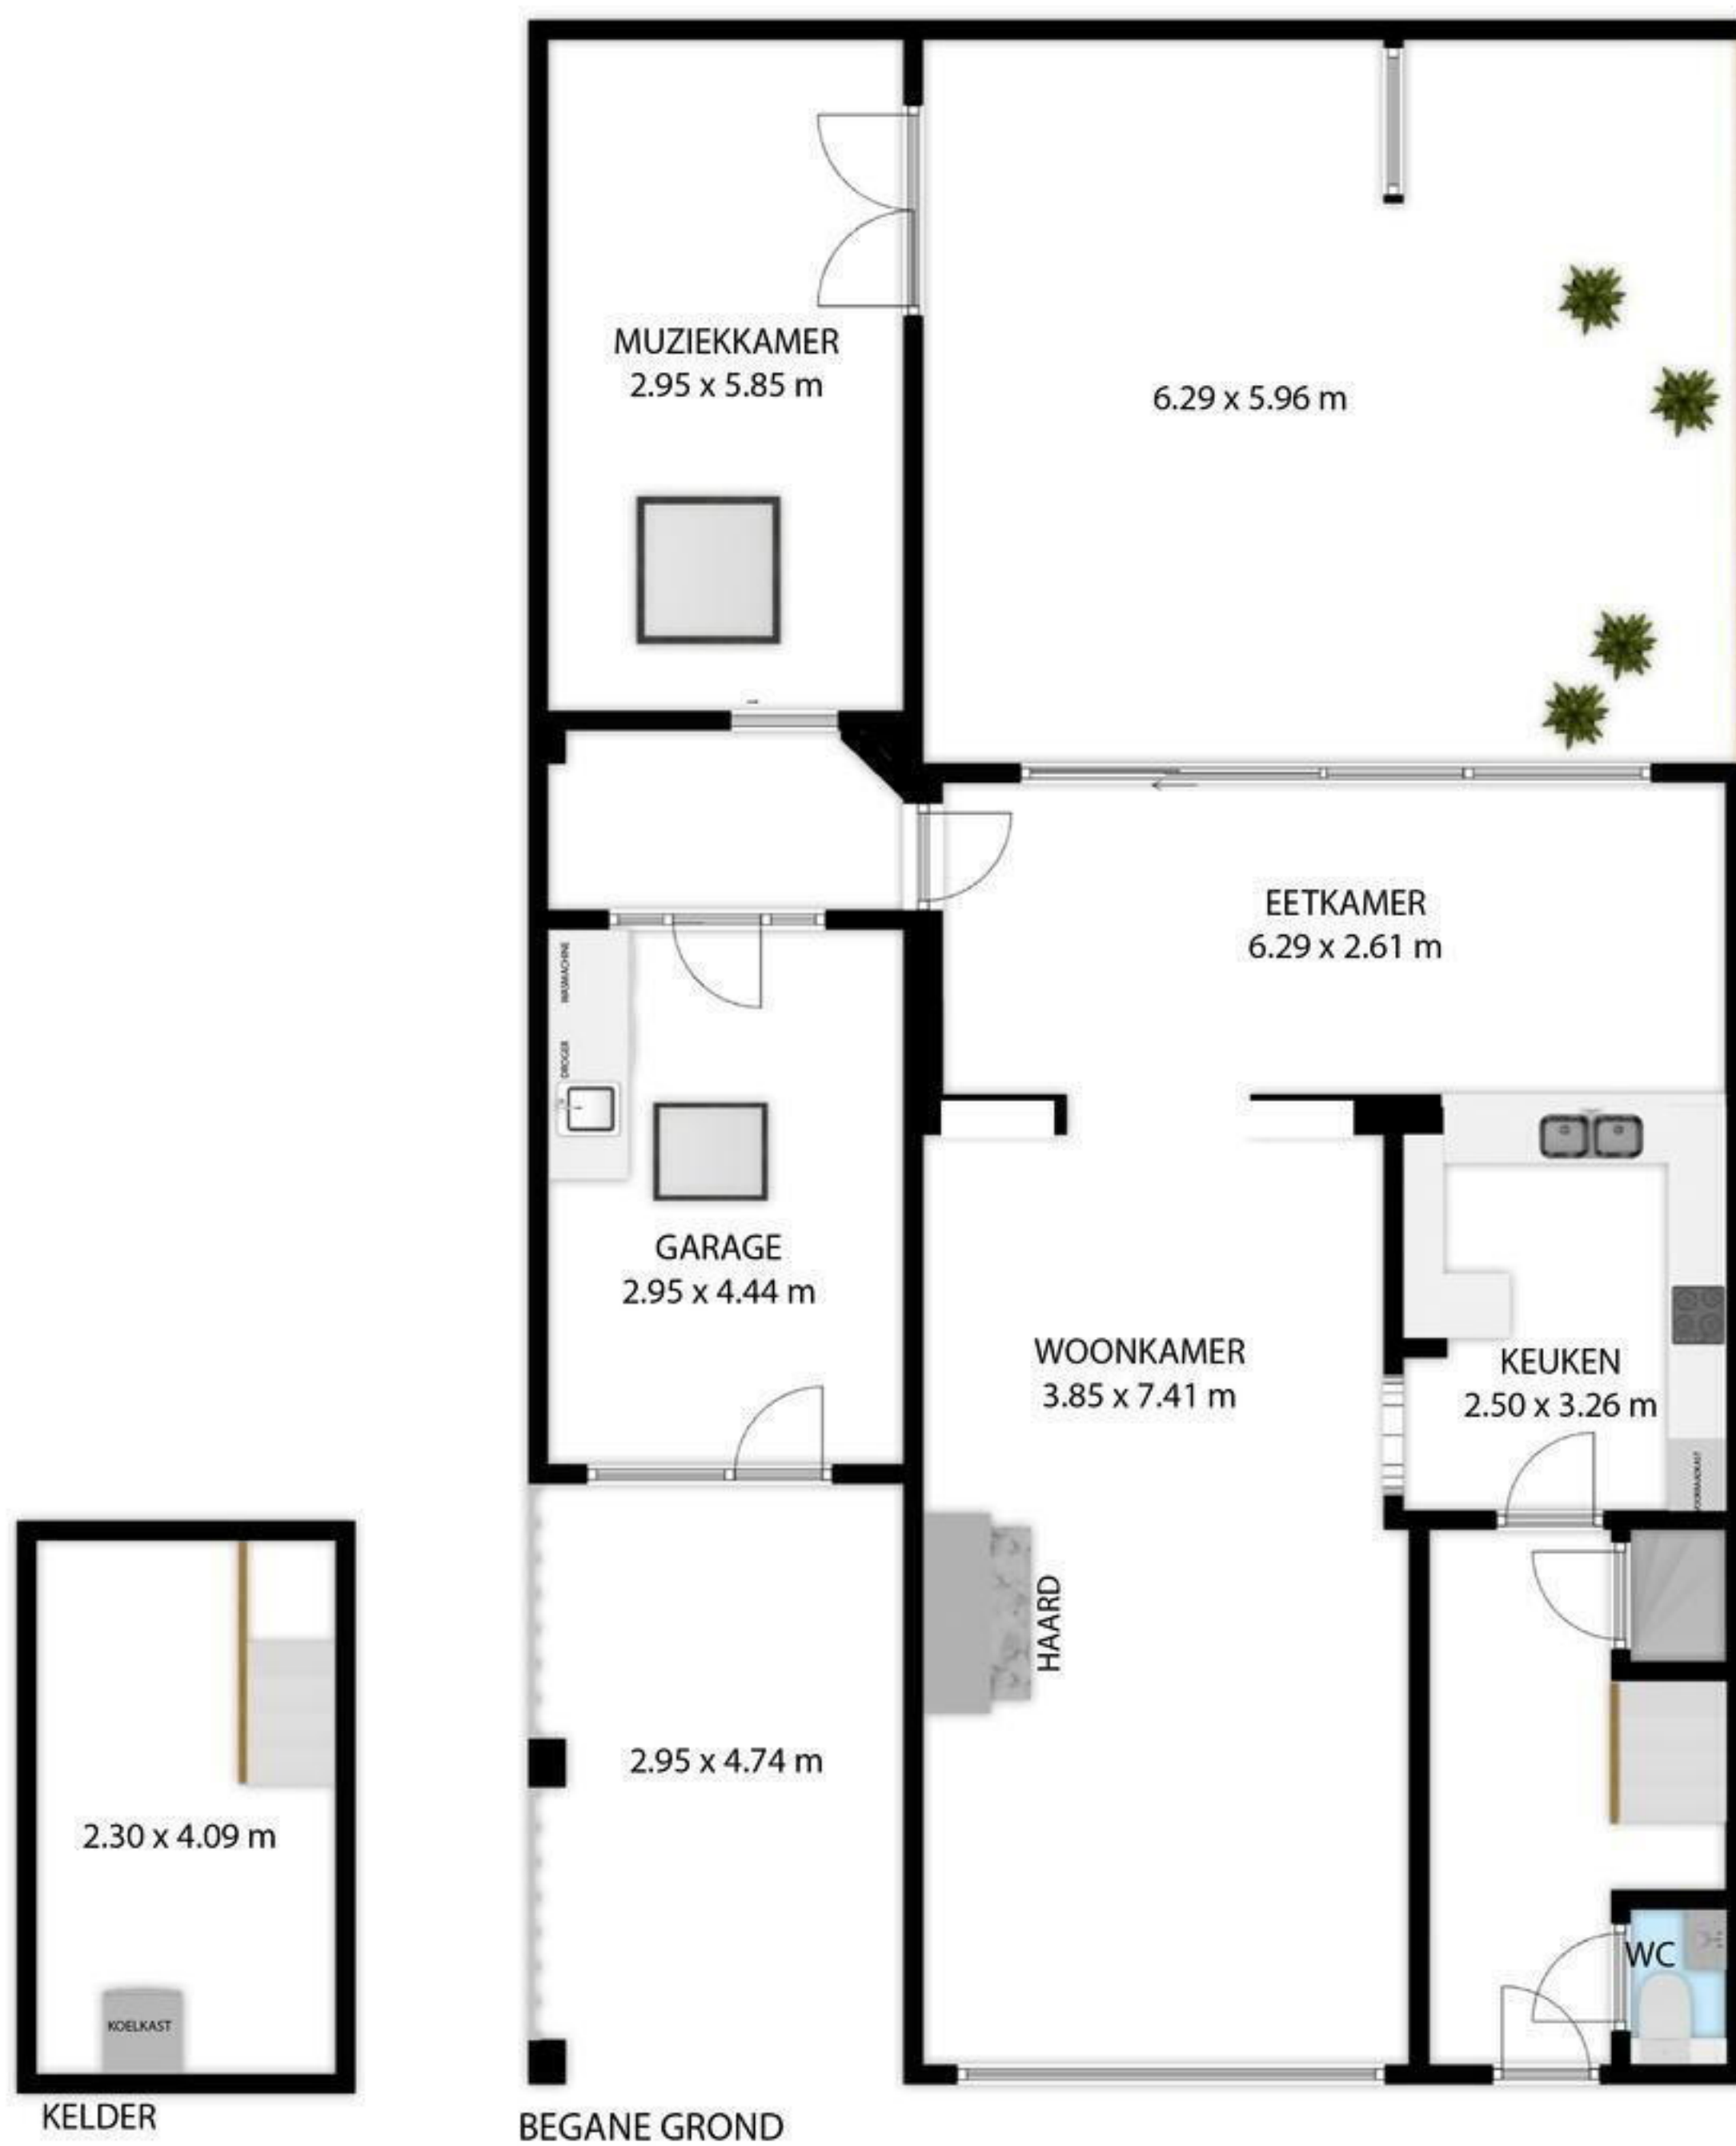 MUZIEKKAMER
2.95 x 5.85 m
6.29 x 5.96 m
EETKAMER
6.29 x 2.61 m
WASMACHINE
DROGER
GARAGE
2.95 x 4.44 m
WOONKAMER
3.85 x 7.41 m
KEUKEN
2.50 x 3.26 m
VOORRAADKAST
HAARD
2.95 x 4.74 m
2.30 x 4.09 m
WC
KOELKAST
KELDER
BEGANE GROND